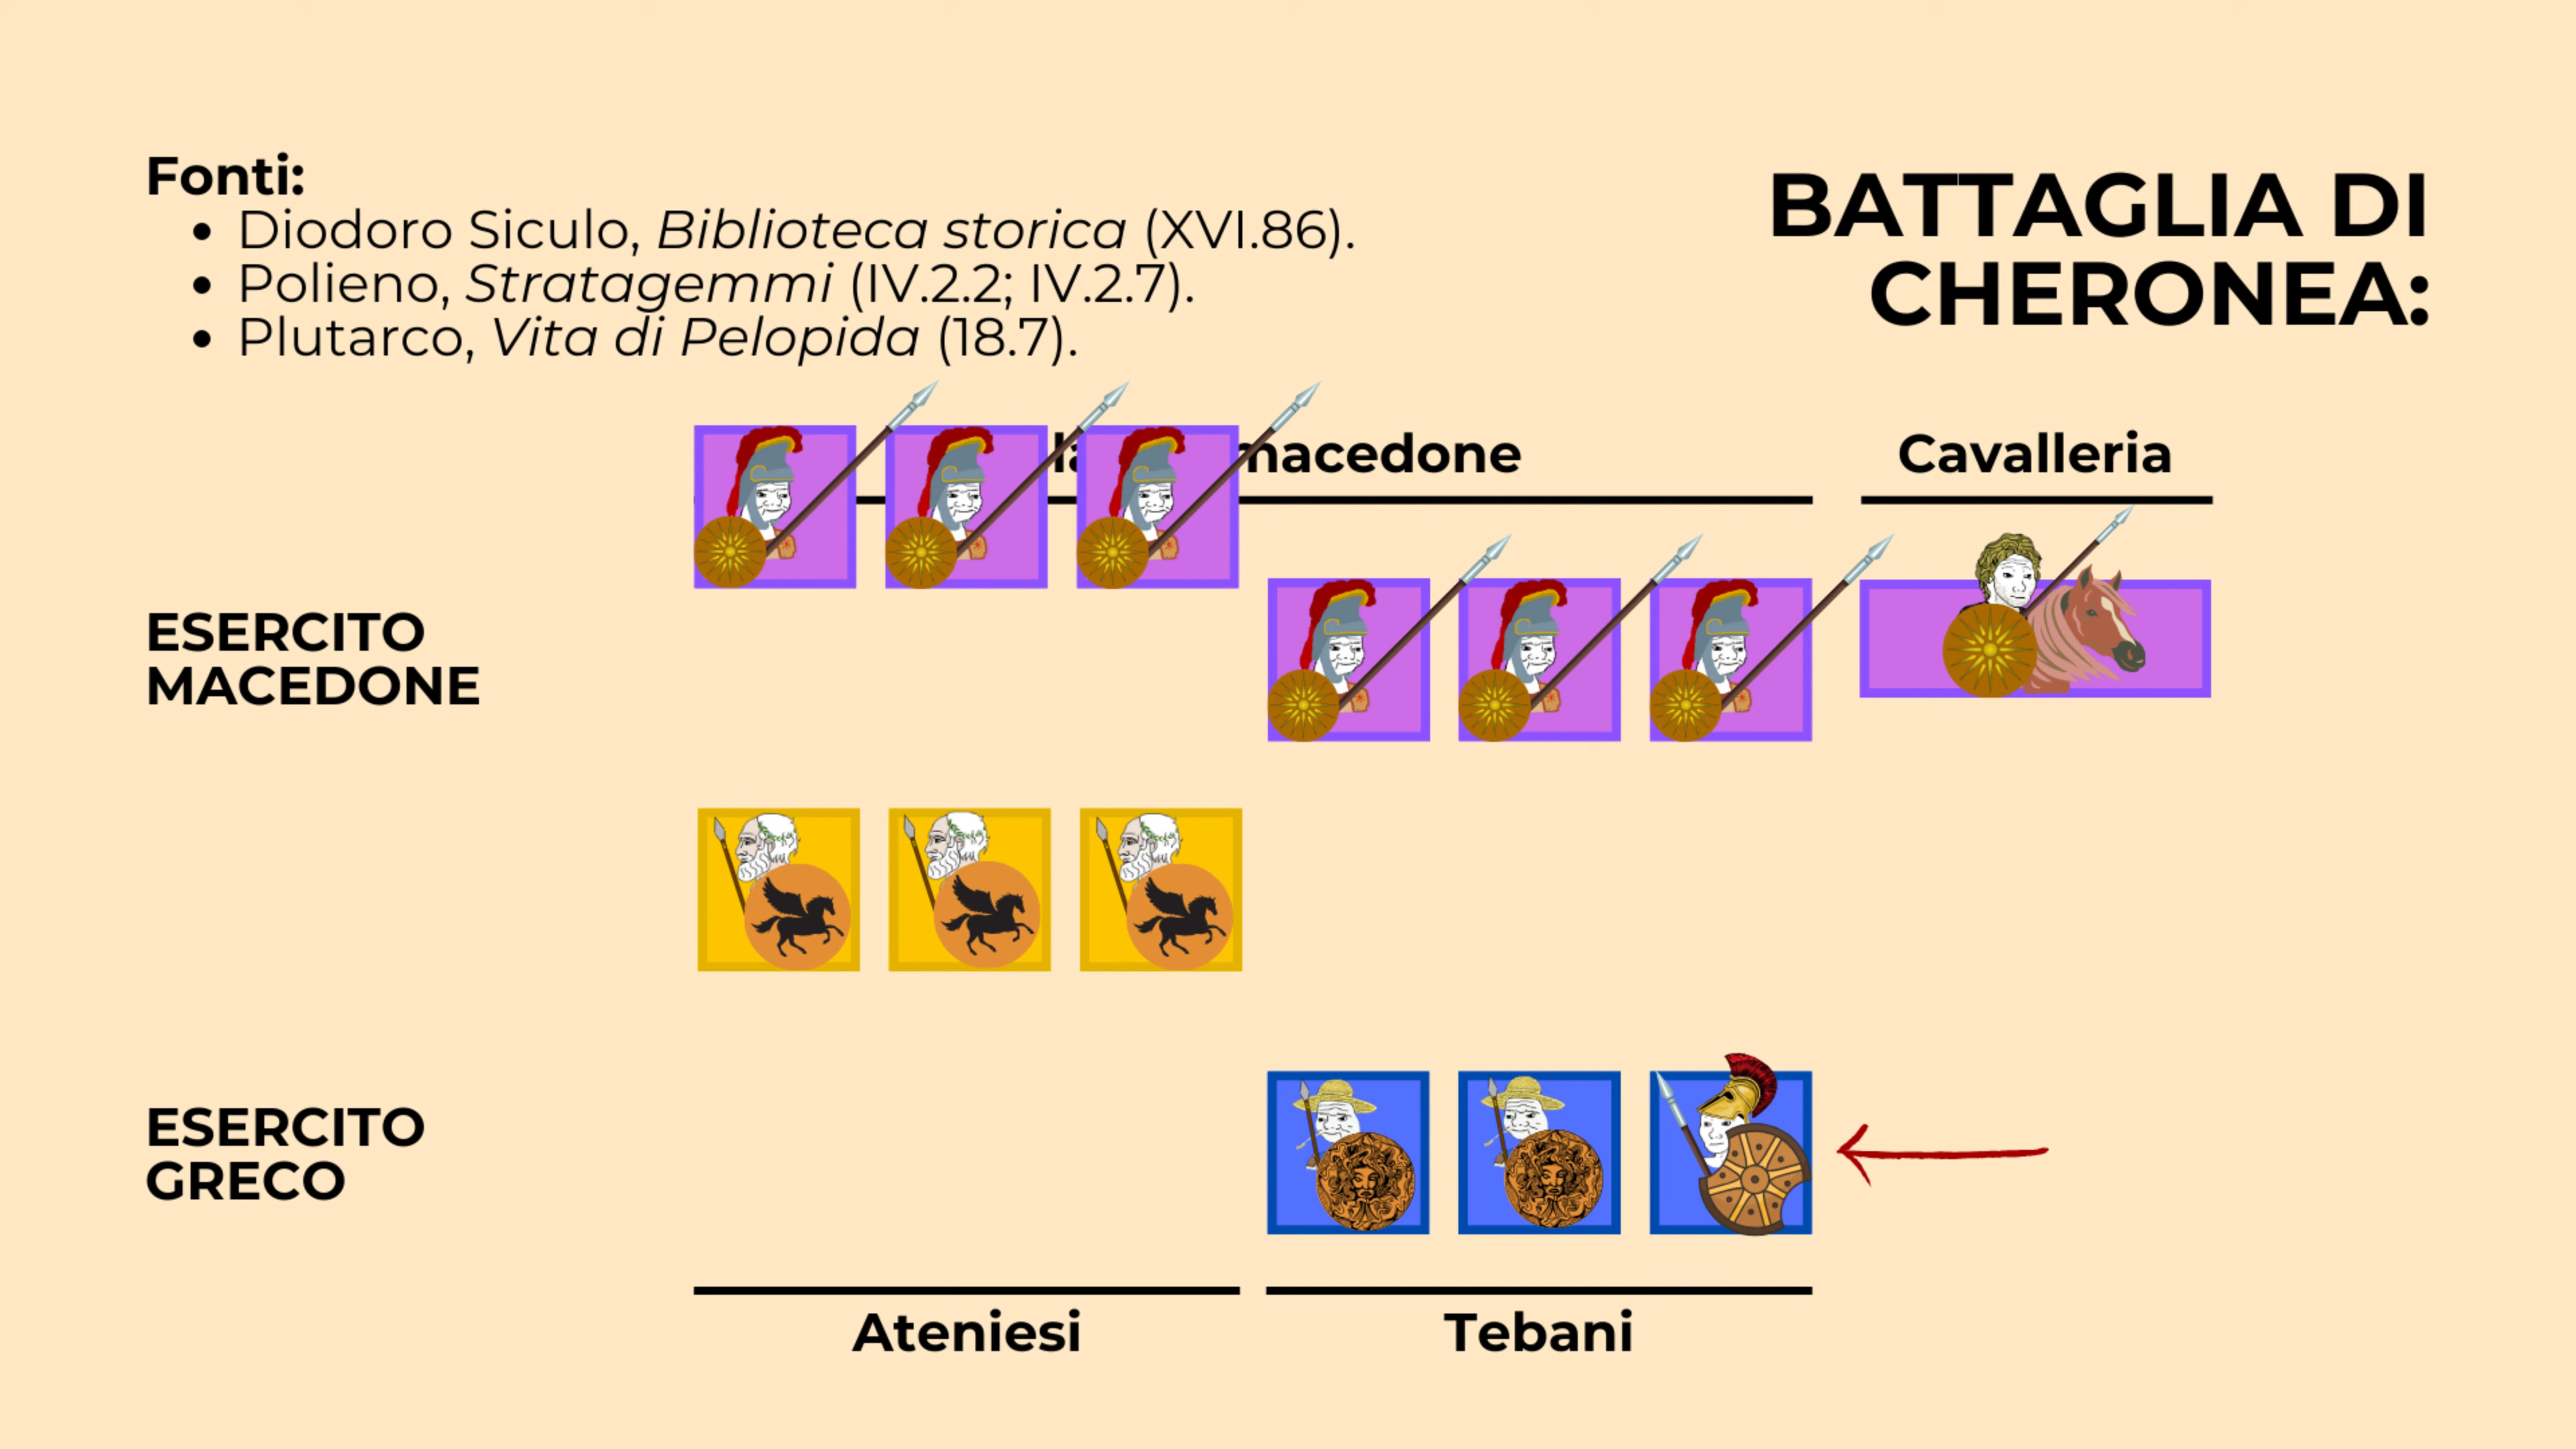 Fonti:
• Diodoro Siculo, Biblioteca storica (XVI.86).
• Polieno, Stratagemmi (IV.2.2; IV.2.7).
• Plutarco, Vita di Pelopida (18.7).
BATTAGLIA DI
CHERONEA:
macedone
Cavalleria
ESERCITO
MACEDONE
ESERCITO
GRECO
Ateniesi
Tebani